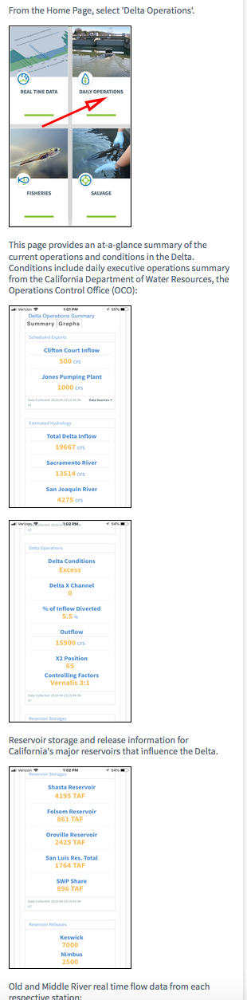 From the Home Page, select 'Delta Operations'.
REAL TIME DATA
DAILY OPERATIONS
FISHERIES
SALVAGE
This page provides an at-a-glance summary of the
current operations and conditions in the Delta.
Conditions include daily executive operations summary
from the California Department of Water Resources, the
Operations Control Office (OCO):
Verizon 1:01 PM 55%
Delta Operations Summary
Summary Graphs
Scheduled Exports
Clifton Court Inflow
500 CFS
Jones Pumping Plant
1000 CFS
Data Sources
Estimated Hydrology
Total Delta Inflow
19667 CFS
Sacramento River
13514 CFS
San Joaquin River
4275 CFS
Verizon 1:02 PM 54%
Delta Operations
Delta Conditions
Excess
Delta X Channel
0
% of Inflow Diverted
5.5 %
Outflow
15900 CFS
X2 Position
65
Controlling Factors
Vernalis 3:1
Reservoir Storages
Reservoir storage and release information for
California's major reservoirs that influence the Delta.
Verizon 1:02 PM 54%
Reservoir Storages
Shasta Reservoir
4195 TAF
Folsom Reservoir
861 TAF
Oroville Reservoir
2425 TAF
San Luis Res. Total
1764 TAF
SWP Share
896 TAF
Reservoir Releases
Keswick
7000
Nimbus
2500
Old and Middle River real time flow data from each
respective station: